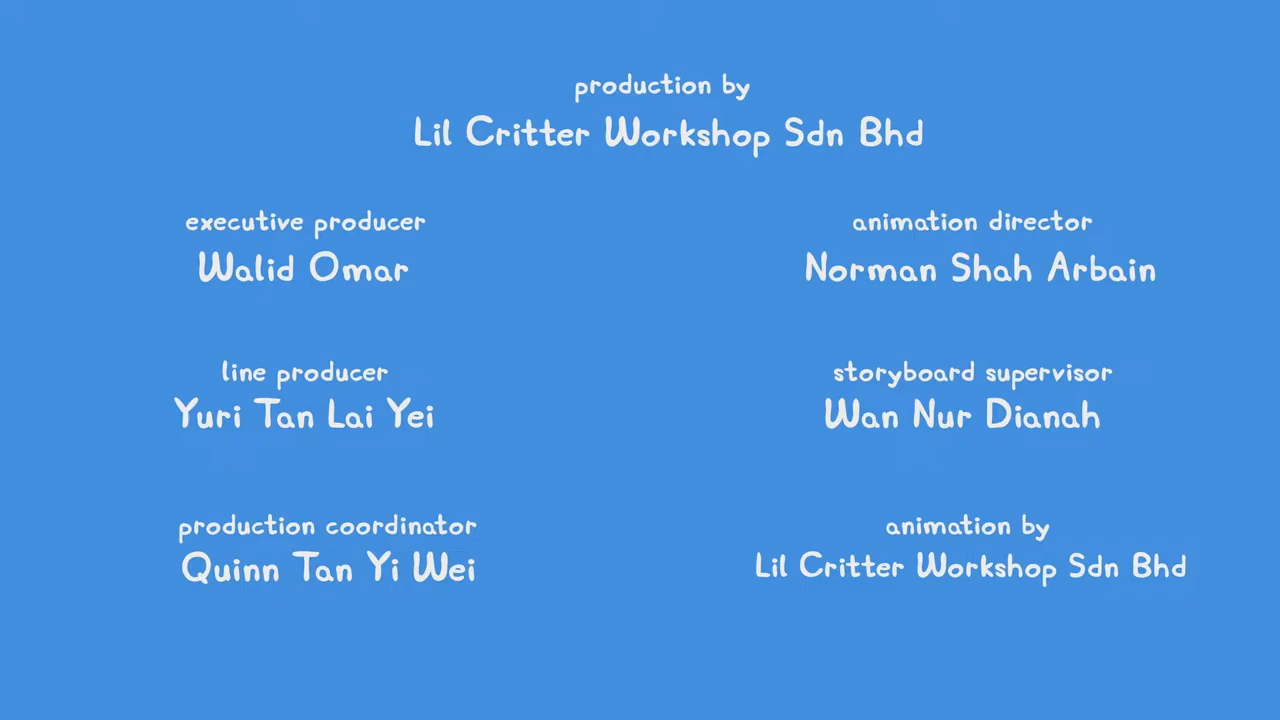 production by
Lil Critter Workshop Sdn Bhd
executive producer
Walid Omar
animation director
Norman Shah Arbain
line producer
Yuri Tan Lai Yei
storyboard supervisor
Wan Nur Dianah
production coordinator
Quinn Tan Yi Wei
animation by
Lil Critter Workshop Sdn Bhd